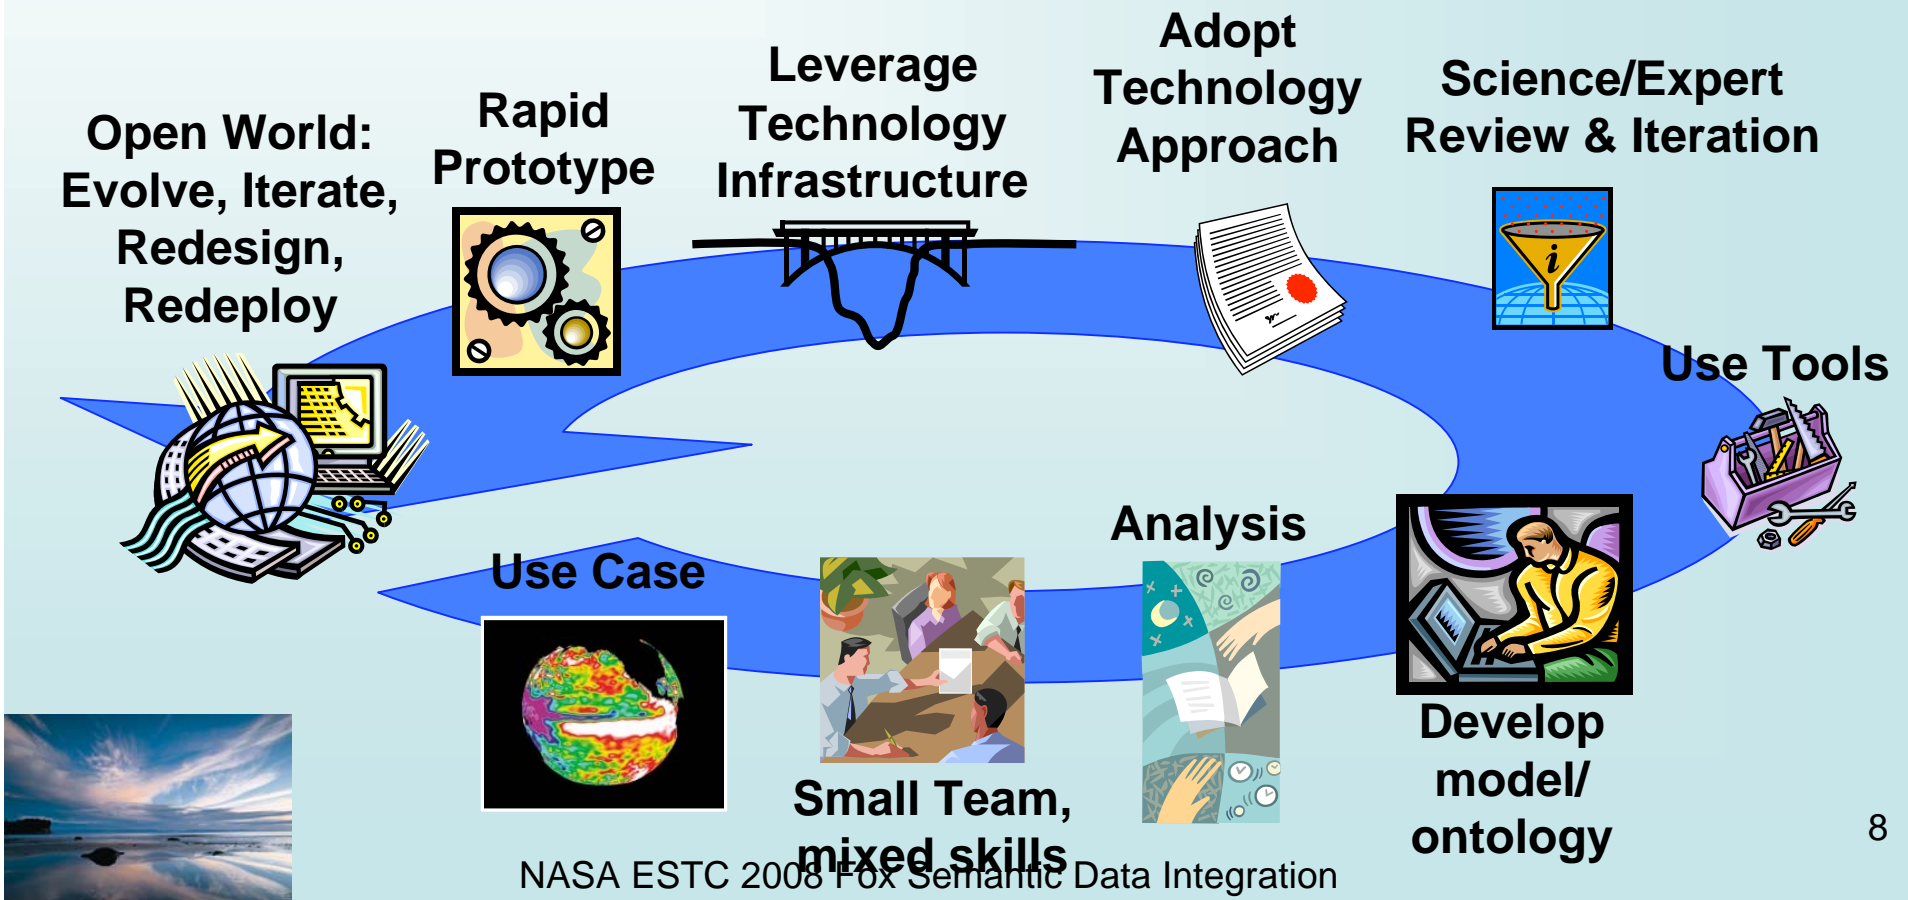 Adopt
Technology
Approach
Leverage
Technology
Infrastructure
Science/Expert
Review & Iteration
Rapid
Prototype
Open World:
Evolve, Iterate,
Redesign,
Redeploy
Use Tools
Analysis
Use Case
i
Develop
model/
ontology
Small Team,
mixed skills
NASA ESTC 2008 Fox Semantic Data Integration
8